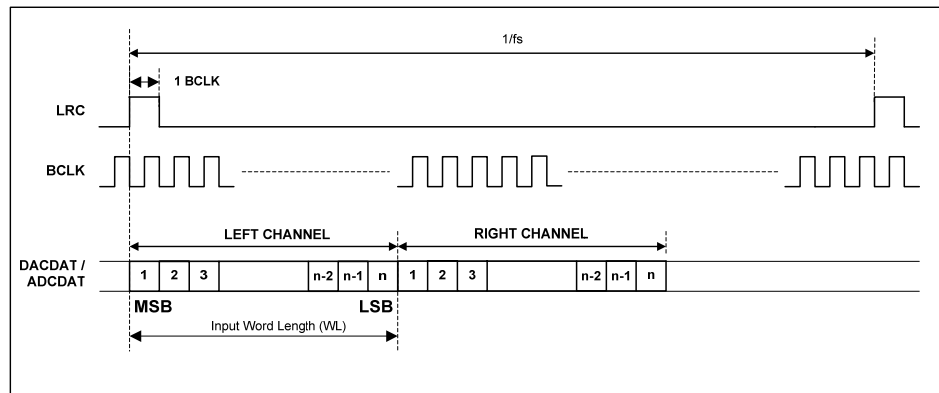 1/fs
1 BCLK
LRC
BCLK
LEFT CHANNEL RIGHT CHANNEL
DACDAT /
ADCDAT
1 2 3 n-2 n-1 n 1 2 3 n-2 n-1 n
MSB LSB
Input Word Length (WL)